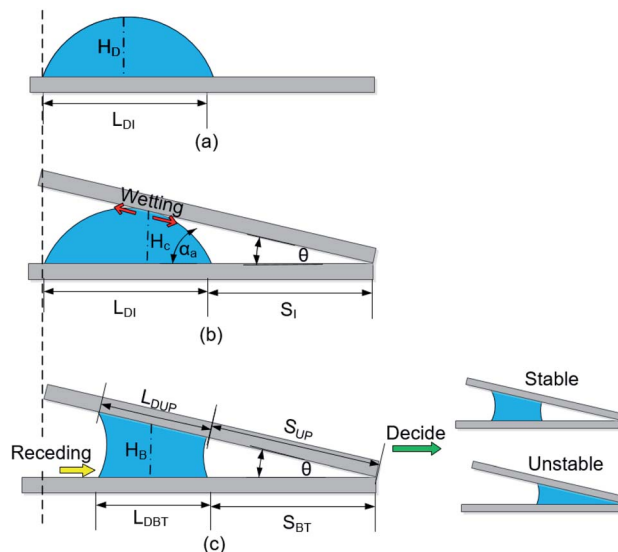 H_D
L_DI
(a)
Wetting
H_c
α_a
θ
L_DI
S_I
(b)
L_DUP
S_UP
Stable
Receding
H_B
θ
Decide
Unstable
L_DBT
S_BT
(c)